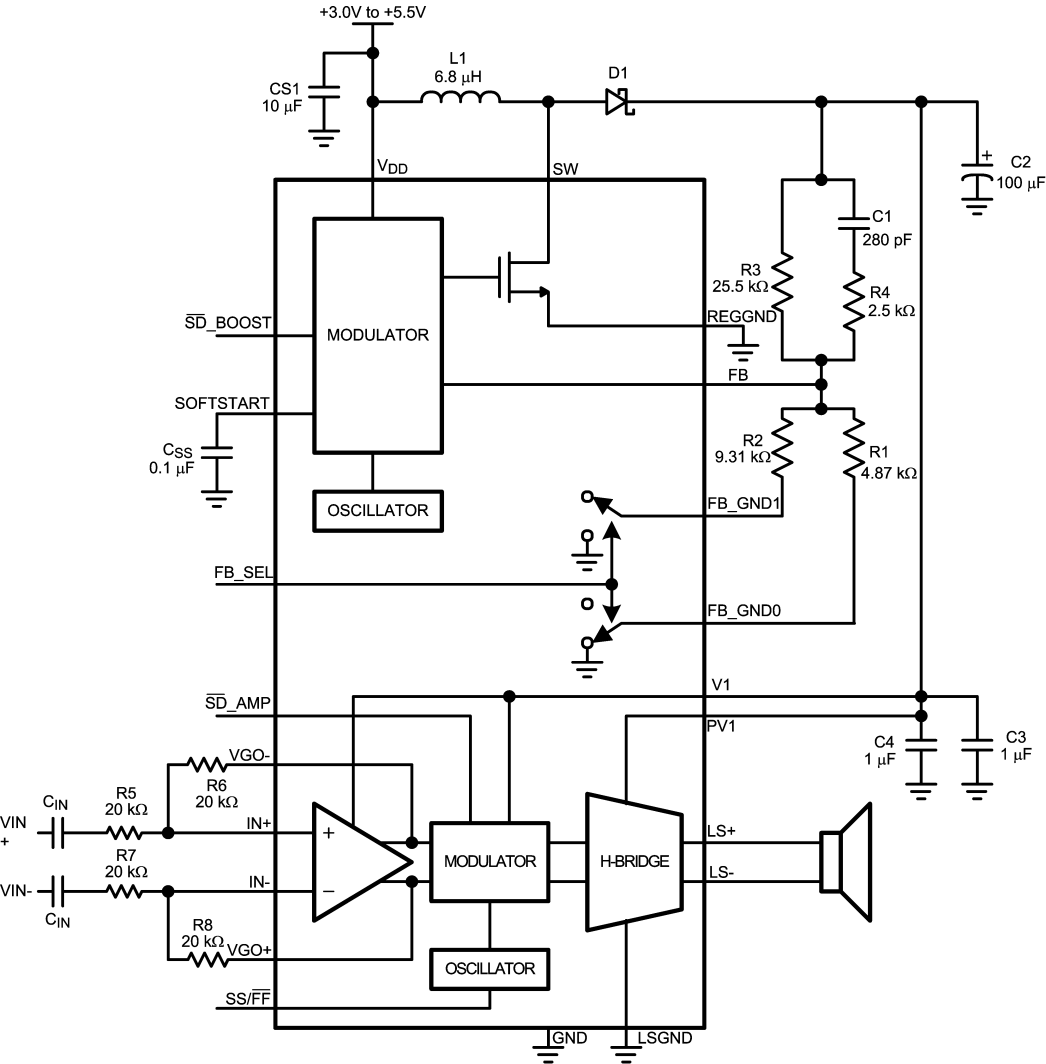 +3.0V to +5.5V
L1
6.8 µH
D1
CS1
10 µF
C2
100 µF
+
VDD
SW
C1
280 pF
R3
25.5 kΩ
R4
2.5 kΩ
REGGND
SD_BOOST
MODULATOR
FB
SOFTSTART
CSS
0.1 µF
R2
9.31 kΩ
R1
4.87 kΩ
OSCILLATOR
FB_GND1
FB_SEL
FB_GND0
V1
SD_AMP
PV1
C4
1 µF
C3
1 µF
VGO-
R6
20 kΩ
R5
20 kΩ
CIN
VIN
+
IN+
+
LS+
R7
20 kΩ
MODULATOR
H-BRIDGE
VIN-
IN-
−
LS-
CIN
R8
20 kΩ
VGO+
OSCILLATOR
SS/FF
GND
LSGND